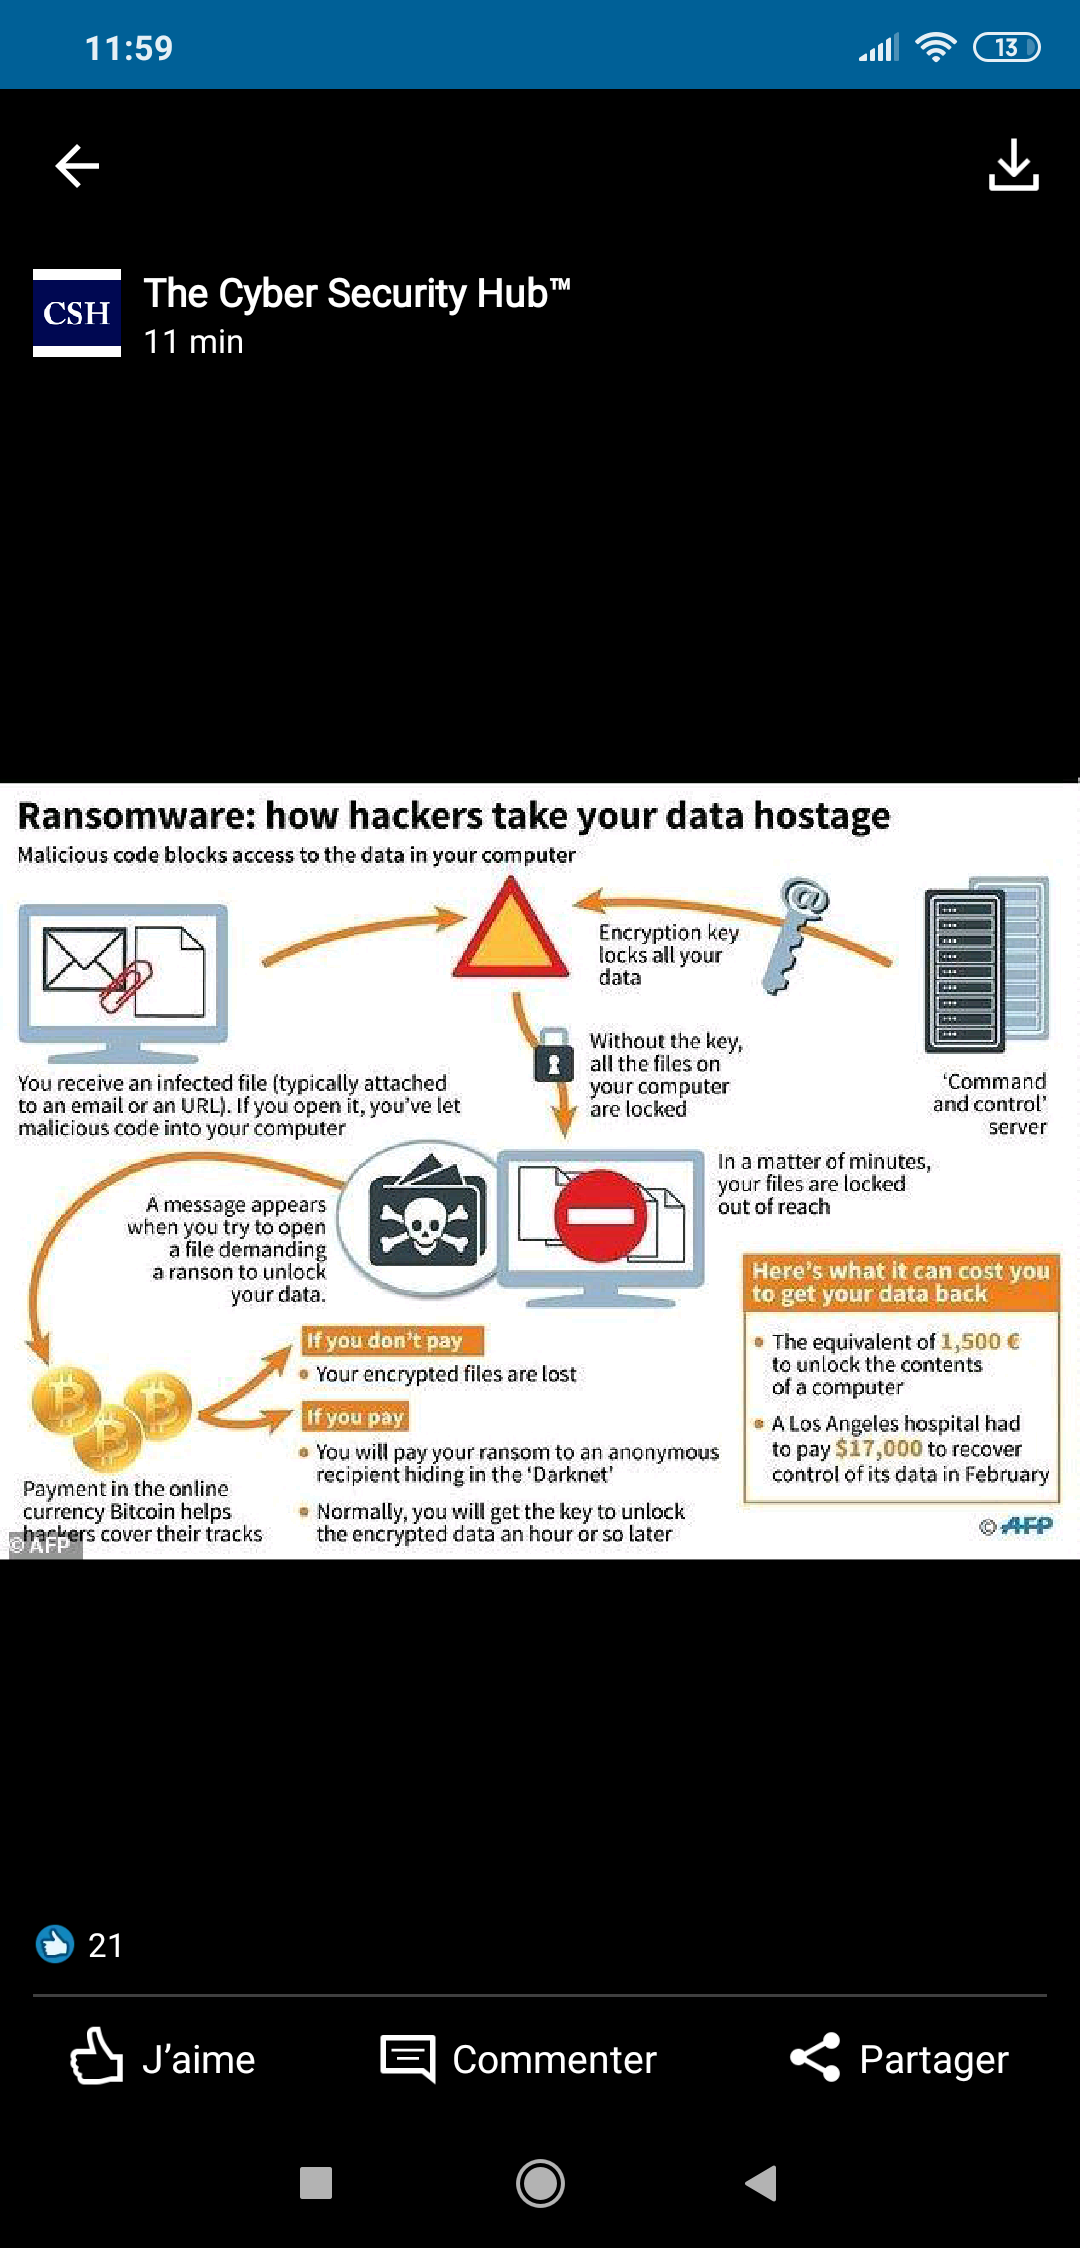 11:59
13
CSH
The Cyber Security Hub™
11 min
Ransomware: how hackers take your data hostage
Malicious code blocks access to the data in your computer
@
Encryption key
locks all your
data
Without the key,
all the files on
your computer
are locked
You receive an infected file (typically attached
to an email or an URL). If you open it, you've let
malicious code into your computer
'Command
and control'
server
In a matter of minutes,
your files are locked
out of reach
A message appears
when you try to open
a file demanding
a ranson to unlock
your data.
Here's what it can cost you
to get your data back
The equivalent of 1,500 €
to unlock the contents
of a computer
A Los Angeles hospital had
to pay $17,000 to recover
control of its data in February
If you don't pay
Your encrypted files are lost
If you pay
You will pay your ransom to an anonymous
recipient hiding in the 'Darknet'
Normally, you will get the key to unlock
the encrypted data an hour or so later
Payment in the online
currency Bitcoin helps
hackers cover their tracks
© AFP
© AFP
21
J'aime
Commenter
Partager